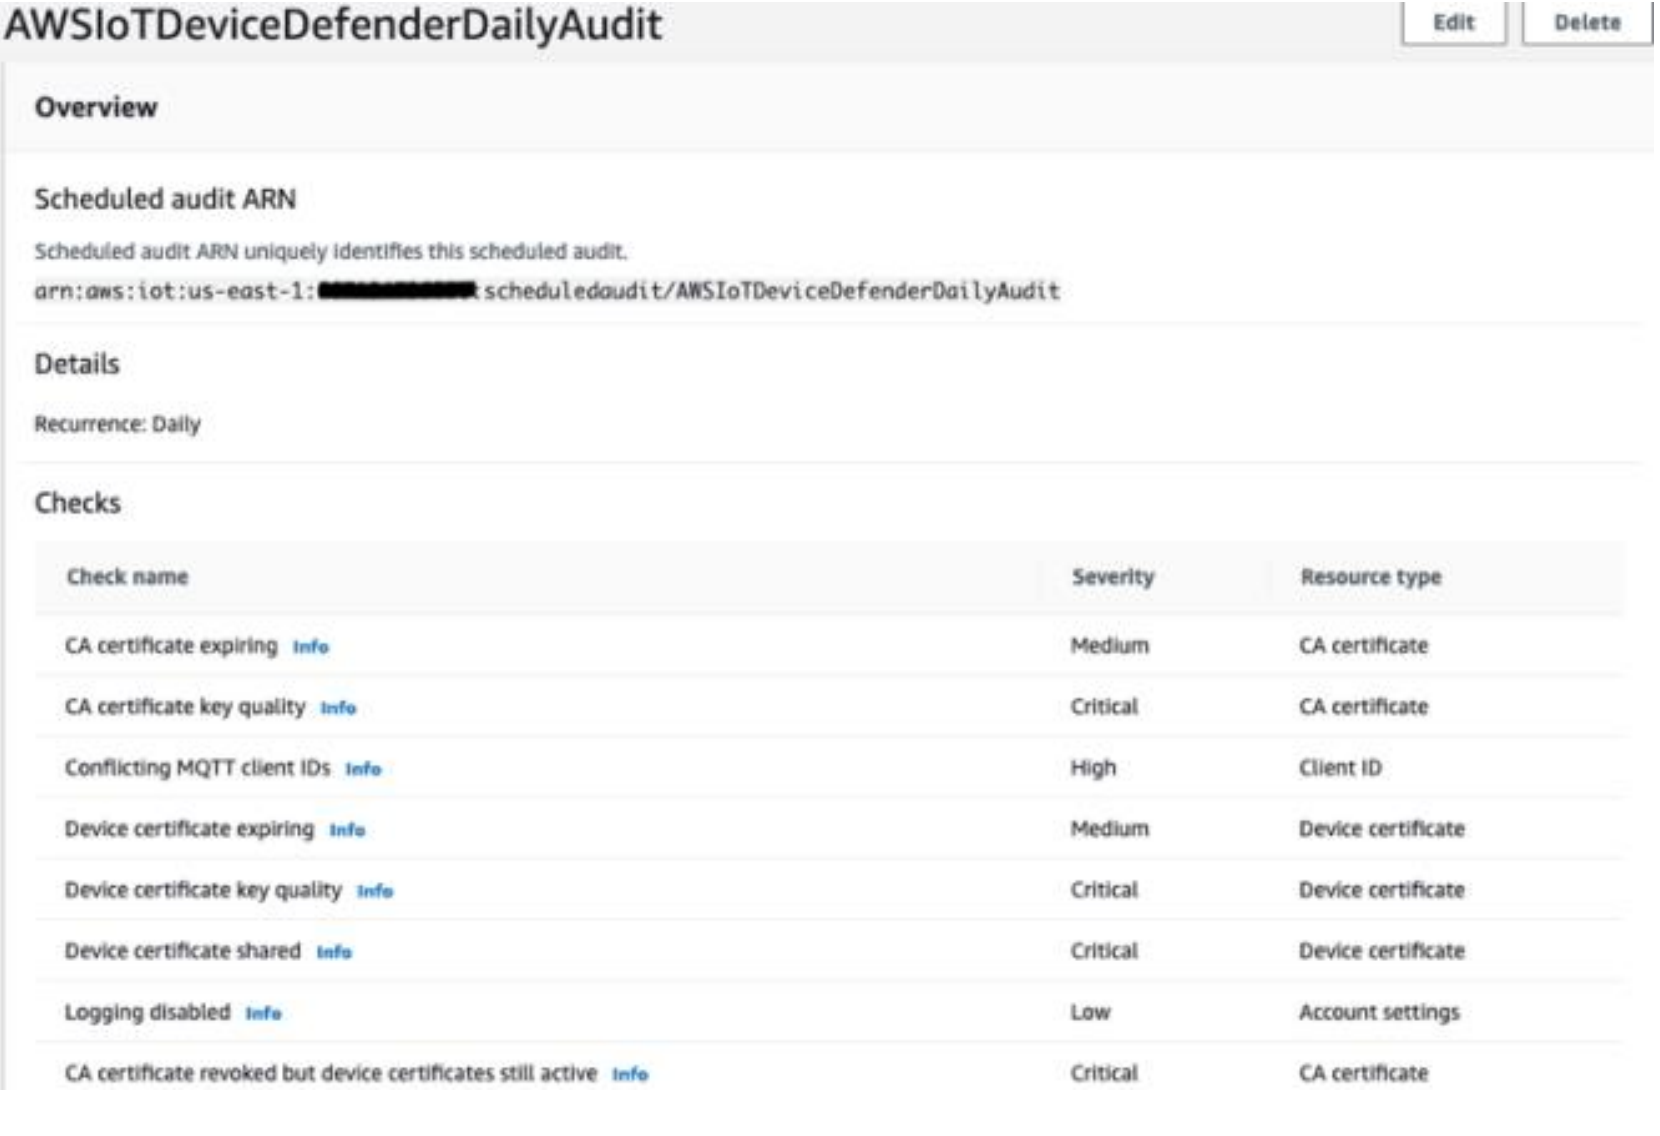 AWSIoTDeviceDefenderDailyAudit Edit Delete
Overview
Scheduled audit ARN
Scheduled audit ARN uniquely identifies this scheduled audit.
arn:aws:iot:us-east-1: scheduledaudit/AWSIoTDeviceDefenderDailyAudit
Details
Recurrence: Daily
Checks
Check name Severity Resource type
CA certificate expiring Info Medium CA certificate
CA certificate key quality Info Critical CA certificate
Conflicting MQTT client IDs Info High Client ID
Device certificate expiring Info Medium Device certificate
Device certificate key quality Info Critical Device certificate
Device certificate shared Info Critical Device certificate
Logging disabled Info Low Account settings
CA certificate revoked but device certificates still active Info Critical CA certificate